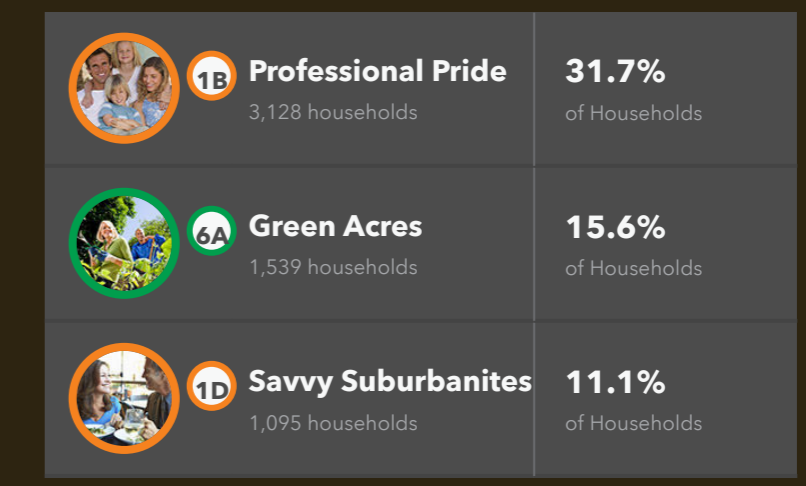 1B Professional Pride 31.7%
3,128 households of Households
6A Green Acres 15.6%
1,539 households of Households
1D Savvy Suburbanites 11.1%
1,095 households of Households